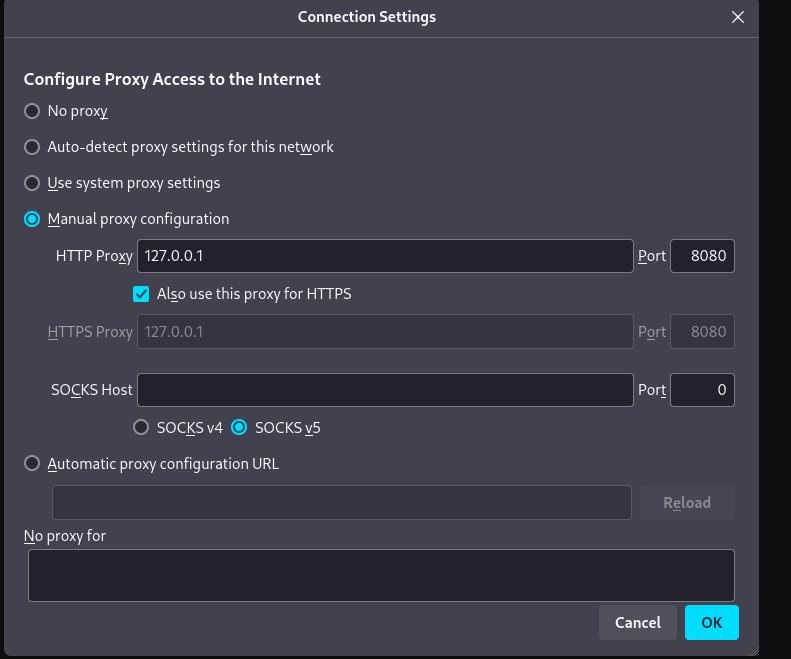 Connection Settings
Configure Proxy Access to the Internet
No proxy
Auto-detect proxy settings for this network
Use system proxy settings
Manual proxy configuration
HTTP Proxy 127.0.0.1 Port 8080
Also use this proxy for HTTPS
HTTPS Proxy 127.0.0.1 Port 8080
SOCKS Host Port 0
SOCKS v4 SOCKS v5
Automatic proxy configuration URL
Reload
No proxy for
Cancel OK